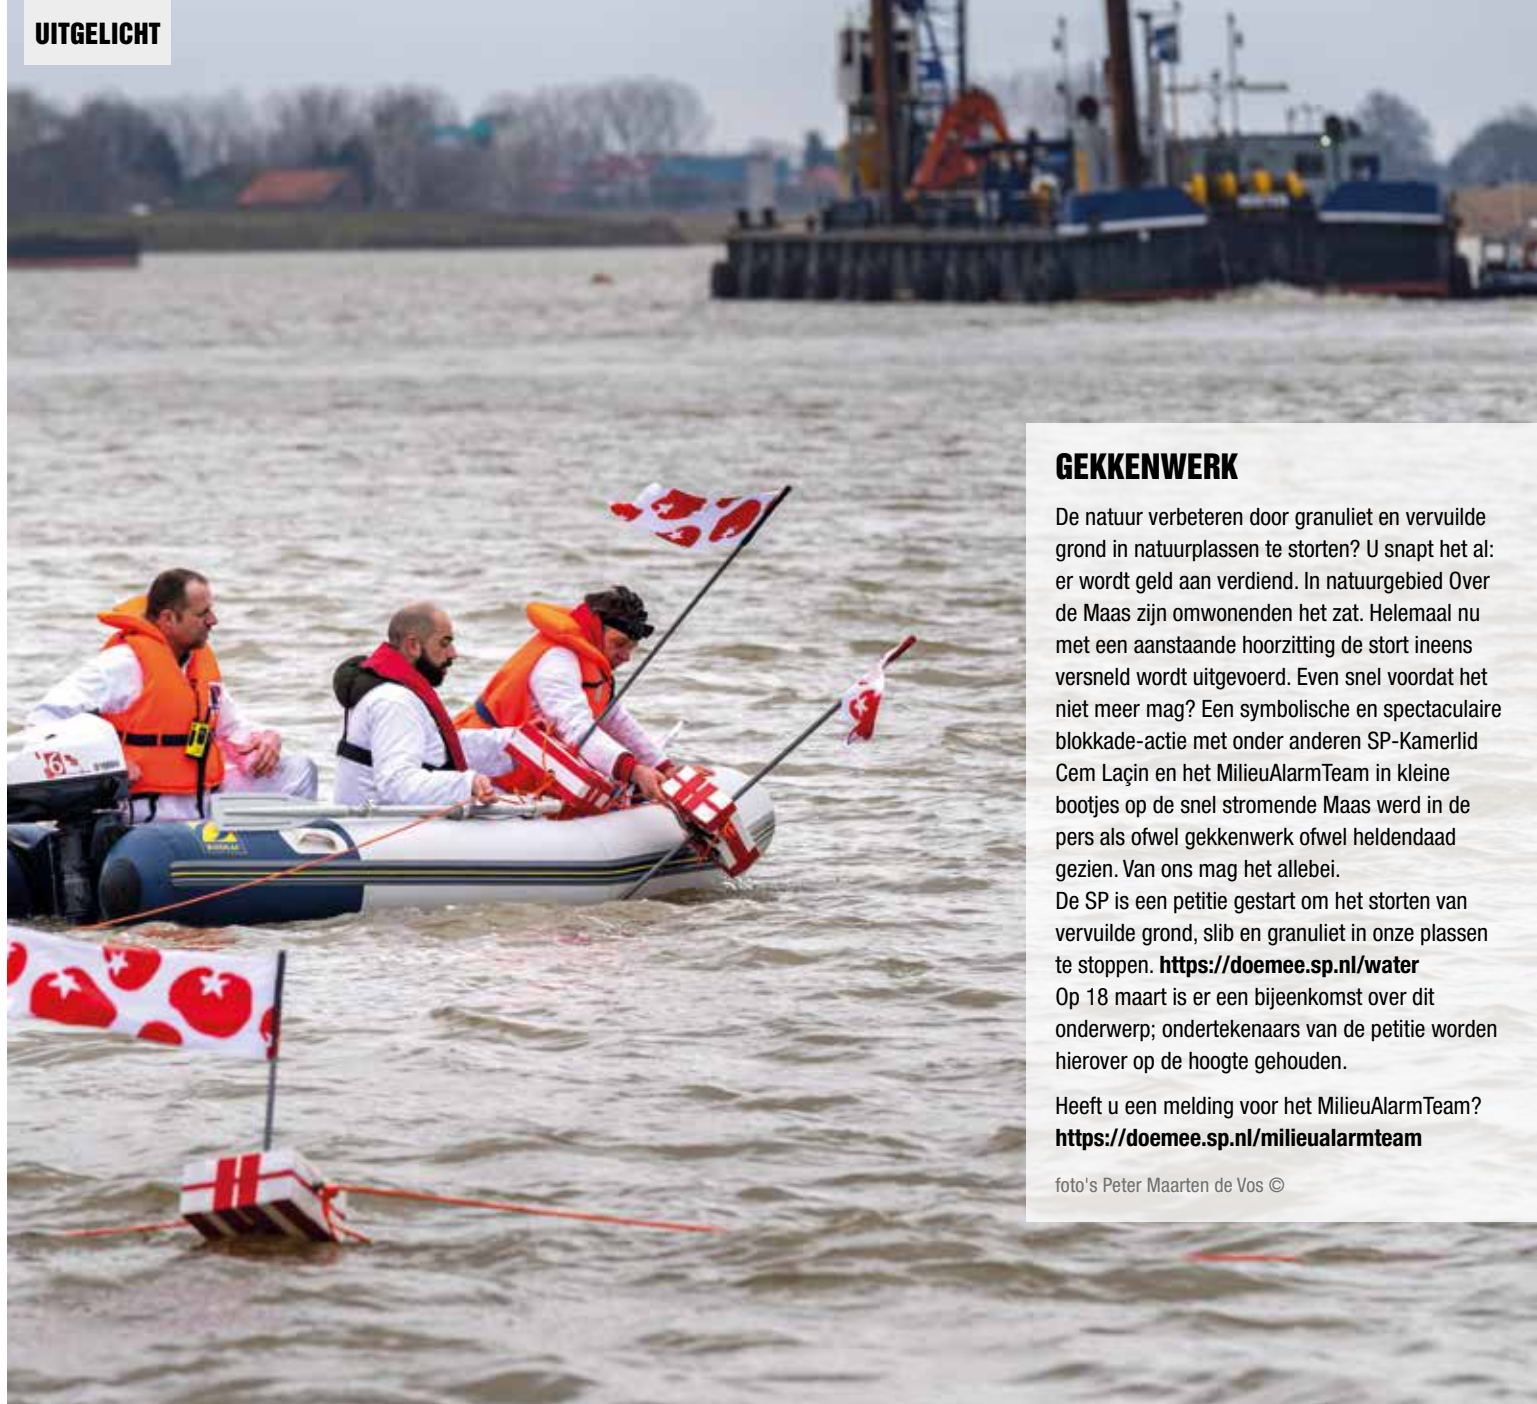 UITGELICHT
GEKKENWERK
De natuur verbeteren door granuliet en vervuilde
grond in natuurplassen te storten? U snapt het al:
er wordt geld aan verdiend. In natuurgebied Over
de Maas zijn omwonenden het zat. Helemaal nu
met een aanstaande hoorzitting de stort ineens
versneld wordt uitgevoerd. Even snel voordat het
niet meer mag? Een symbolische en spectaculaire
blokkade-actie met onder anderen SP-Kamerlid
Cem Laçin en het MilieuAlarmTeam in kleine
bootjes op de snel stromende Maas werd in de
pers als ofwel gekkenwerk ofwel heldendaad
gezien. Van ons mag het allebei.
De SP is een petitie gestart om het storten van
vervuilde grond, slib en granuliet in onze plassen
te stoppen. https://doemee.sp.nl/water
Op 18 maart is er een bijeenkomst over dit
onderwerp; ondertekenaars van de petitie worden
hierover op de hoogte gehouden.
Heeft u een melding voor het MilieuAlarmTeam?
https://doemee.sp.nl/milieualarmteam
foto's Peter Maarten de Vos ©
6